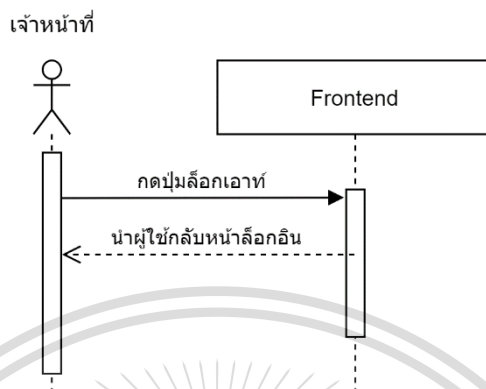 เจ้าหน้าที่
Frontend
กดปุ่มล็อกเอาท์
นำผู้ใช้กลับหน้าล็อกอิน